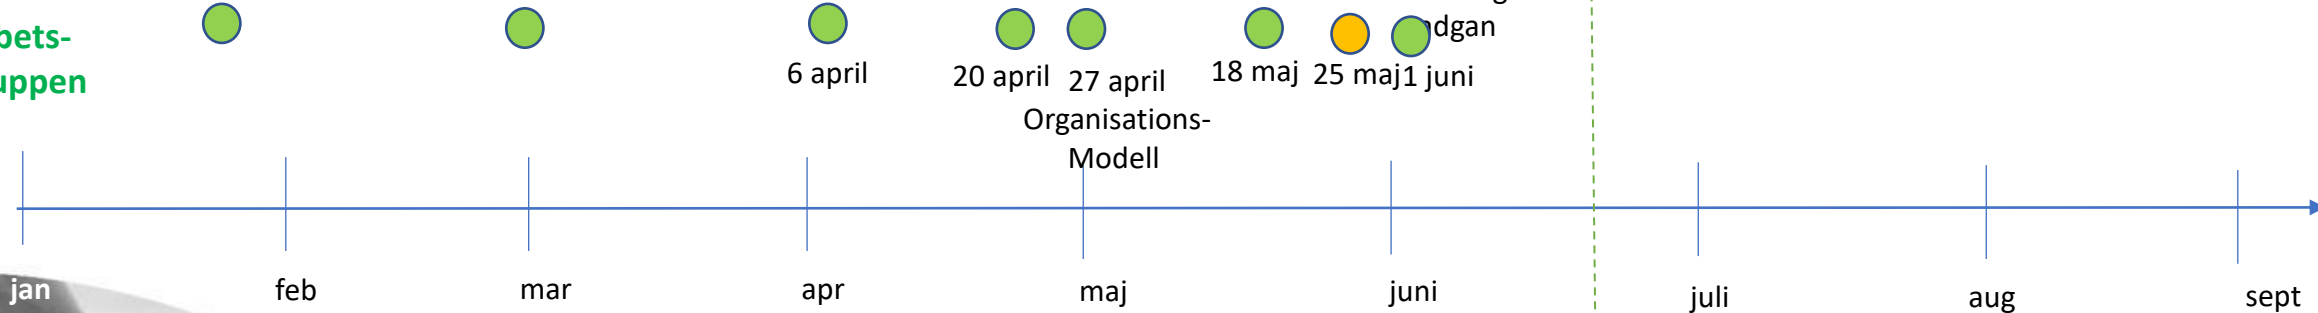 bets-
uppen
dgan
6 april
20 april
27 april
Organisations-
Modell
18 maj
25 maj
1 juni
jan
feb
mar
apr
maj
juni
juli
aug
sept